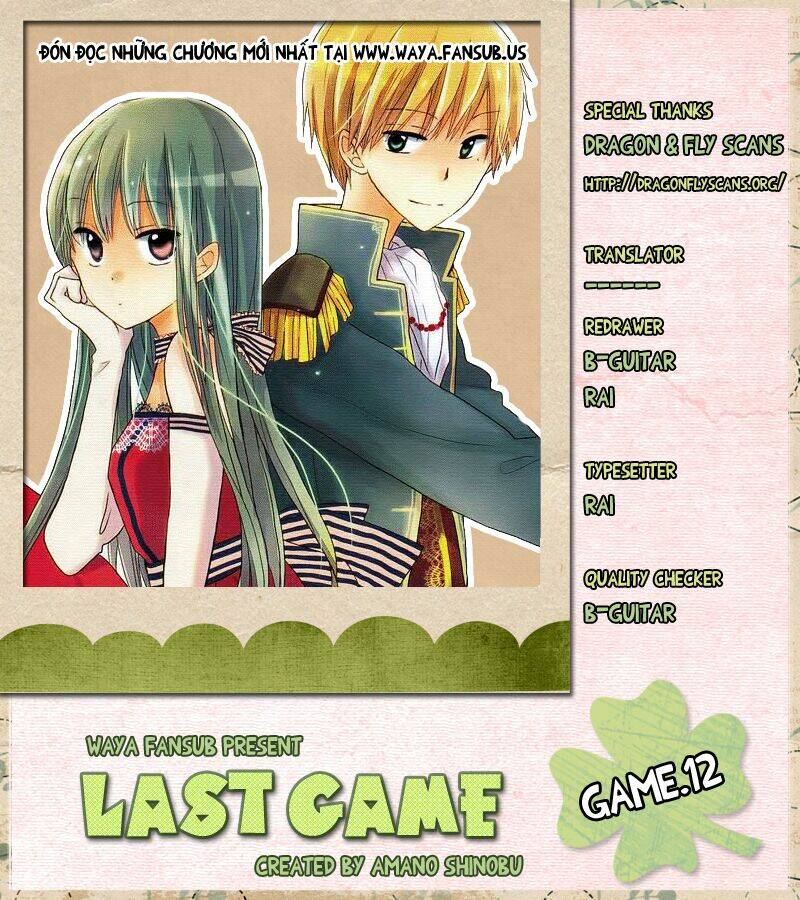 ĐÓN ĐỌC NHỮNG CHƯƠNG MỚI NHẤT TẠI WWW.WAYA.FANSUB.US
SPECIAL THANKS
DRAGON & FLY SCANS
HTTP://DRAGONFLYSCANS.ORG/
TRANSLATOR
------
REDRAWER
B-GUITAR
RAI
TYPESETTER
RAI
QUALITY CHECKER
B-GUITAR
WAYA FANSUB PRESENT
LAST GAME
CREATED BY AMANO SHINOBU
GAME.12